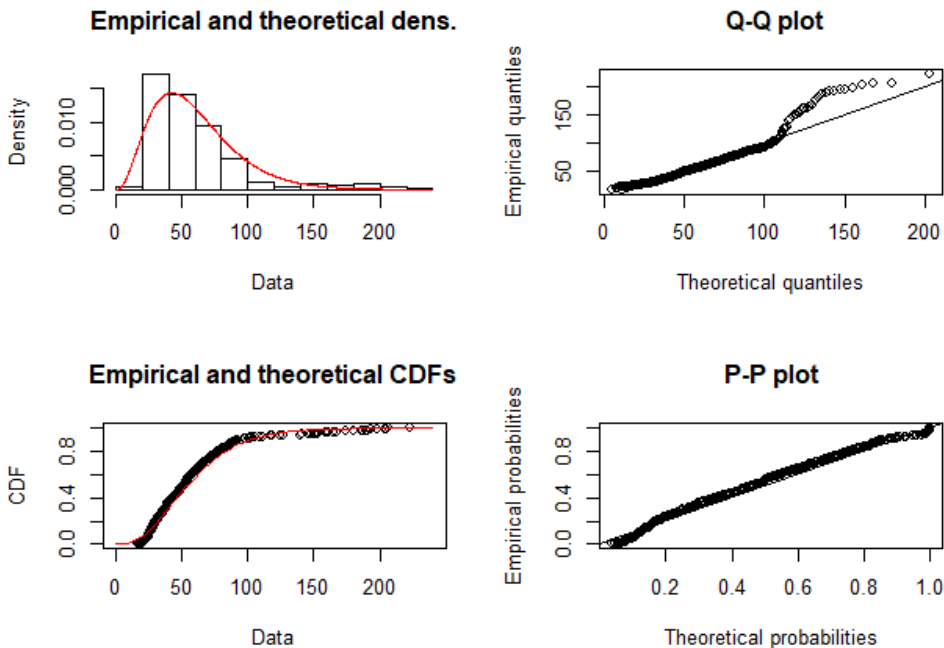 Empirical and theoretical dens.
Density
0.000
0.010
0
50
100
150
200
Data
Q-Q plot
Empirical quantiles
50
150
0
50
100
150
200
Theoretical quantiles
Empirical and theoretical CDFs
CDF
0.0
0.4
0.8
0
50
100
150
200
Data
P-P plot
Empirical probabilities
0.0
0.4
0.8
0.2
0.4
0.6
0.8
1.0
Theoretical probabilities